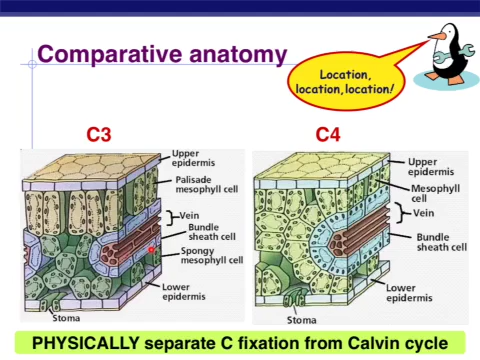 Comparative anatomy
Location,
location,location!
C3
C4
Upper
epidermis
Palisade
mesophyll cell
Vein
Bundle
sheath cell
Spongy
mesophyll cell
Lower
epidermis
Stoma
Upper
epidermis
Mesophyll
cell
Vein
Bundle
sheath cell
Lower
epidermis
Stoma
PHYSICALLY separate C fixation from Calvin cycle